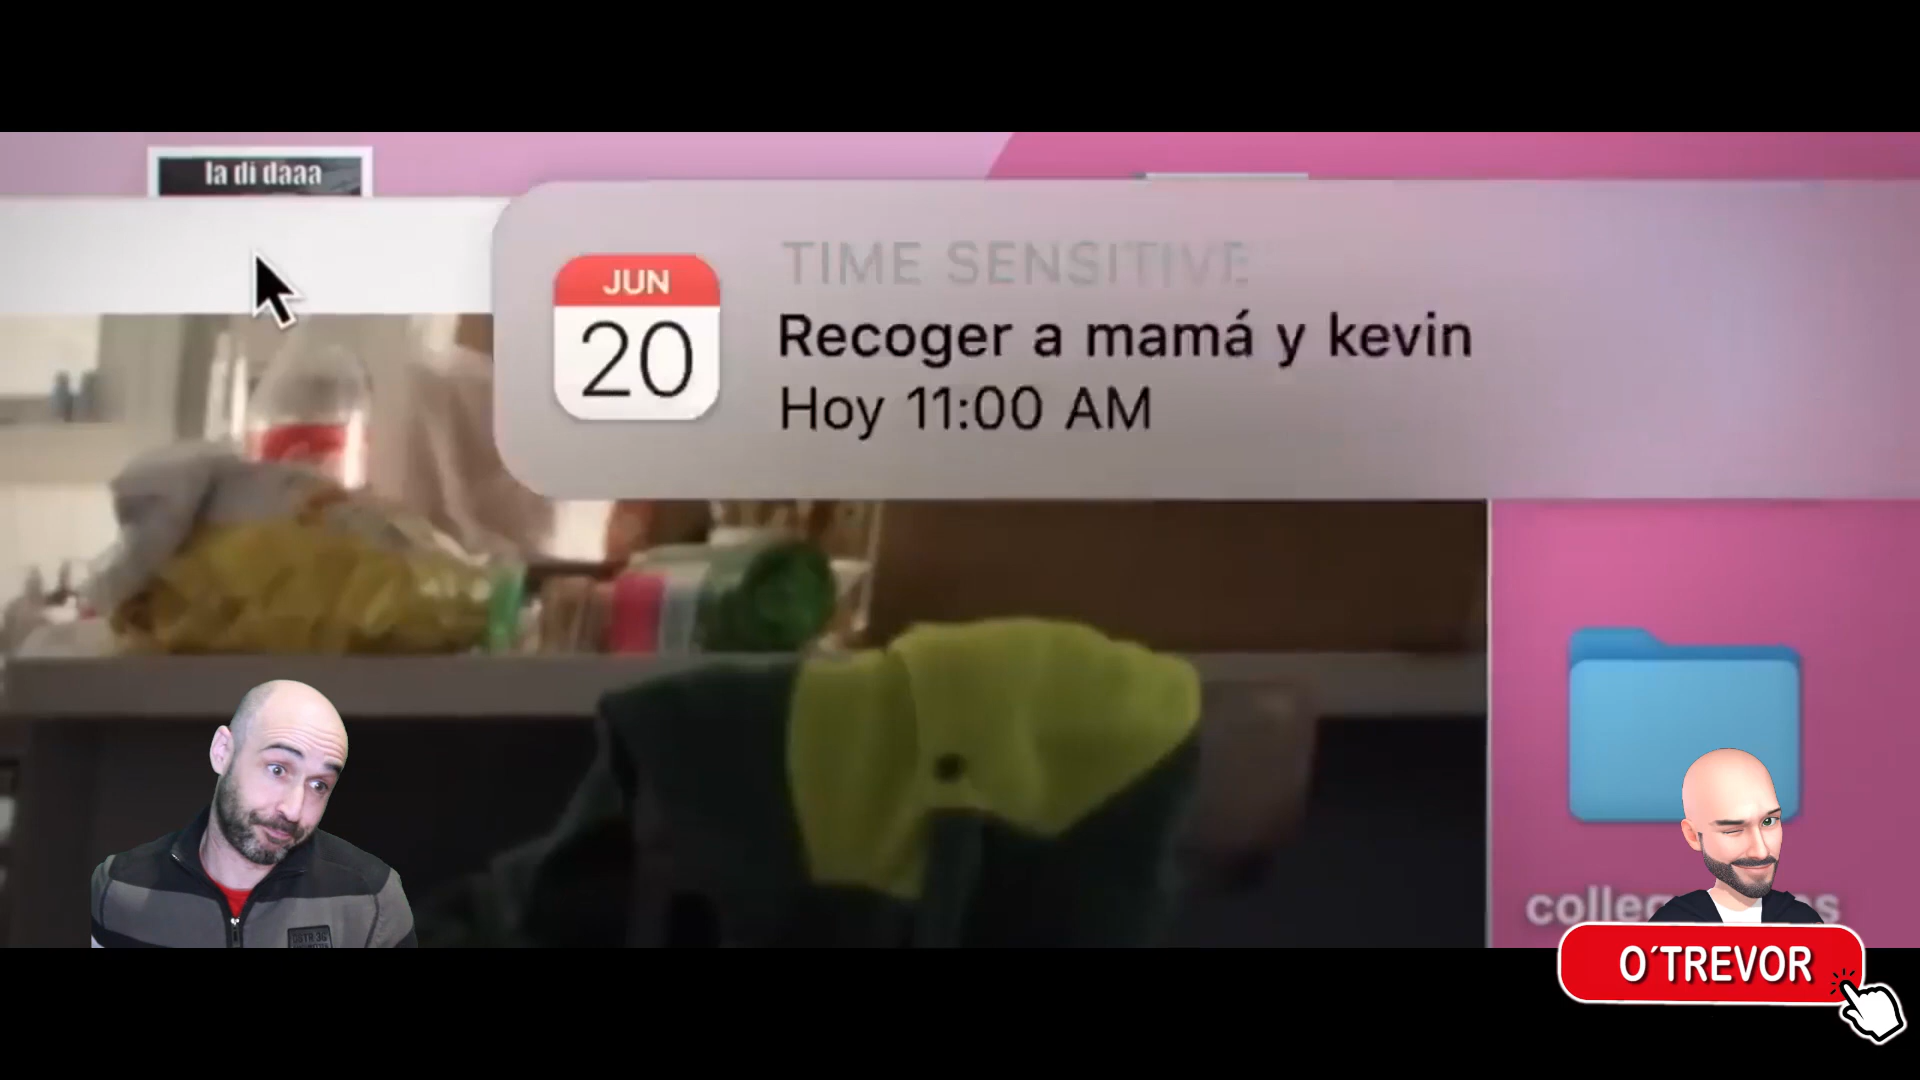 la di daaa
JUN
20
TIME SENSITIVE
Recoger a mamá y kevin
Hoy 11:00 AM
O´TREVOR